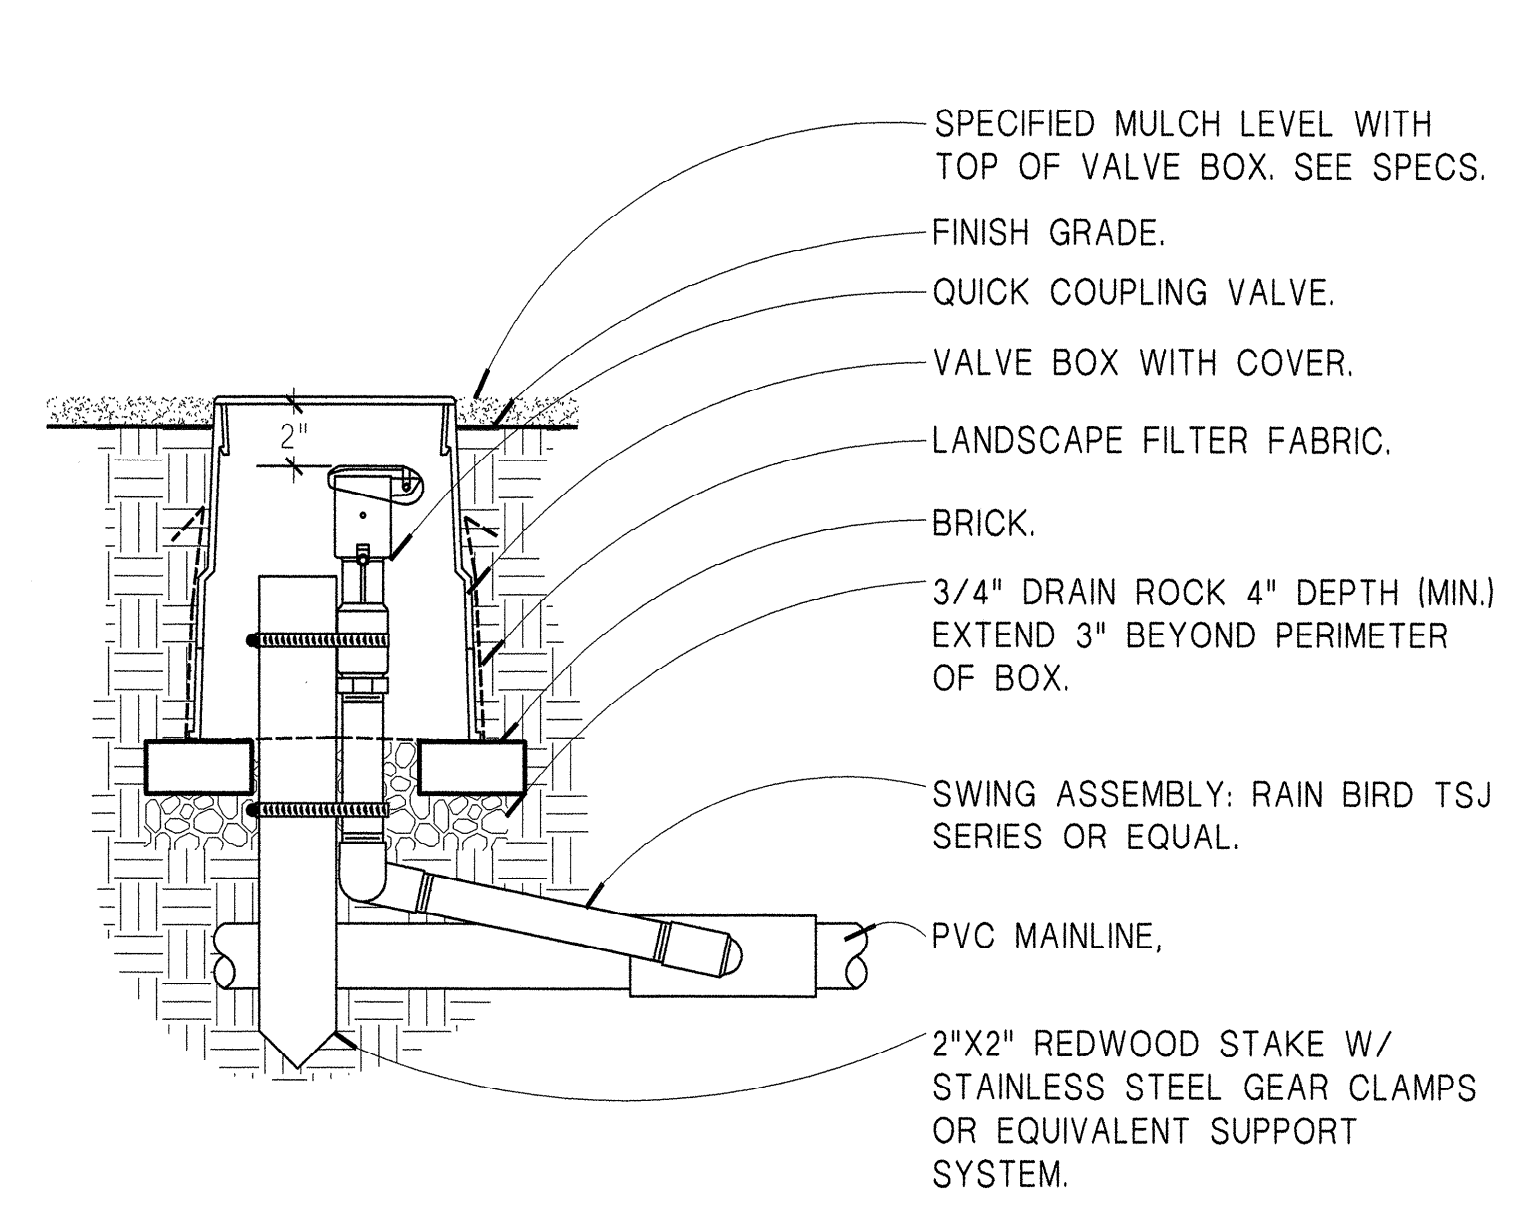 SPECIFIED MULCH LEVEL WITH
TOP OF VALVE BOX. SEE SPECS.
FINISH GRADE.
QUICK COUPLING VALVE.
VALVE BOX WITH COVER.
2"
LANDSCAPE FILTER FABRIC.
BRICK.
3/4" DRAIN ROCK 4" DEPTH (MIN.)
EXTEND 3" BEYOND PERIMETER
OF BOX.
SWING ASSEMBLY: RAIN BIRD TSJ
SERIES OR EQUAL.
PVC MAINLINE,
2"X2" REDWOOD STAKE W/
STAINLESS STEEL GEAR CLAMPS
OR EQUIVALENT SUPPORT
SYSTEM.